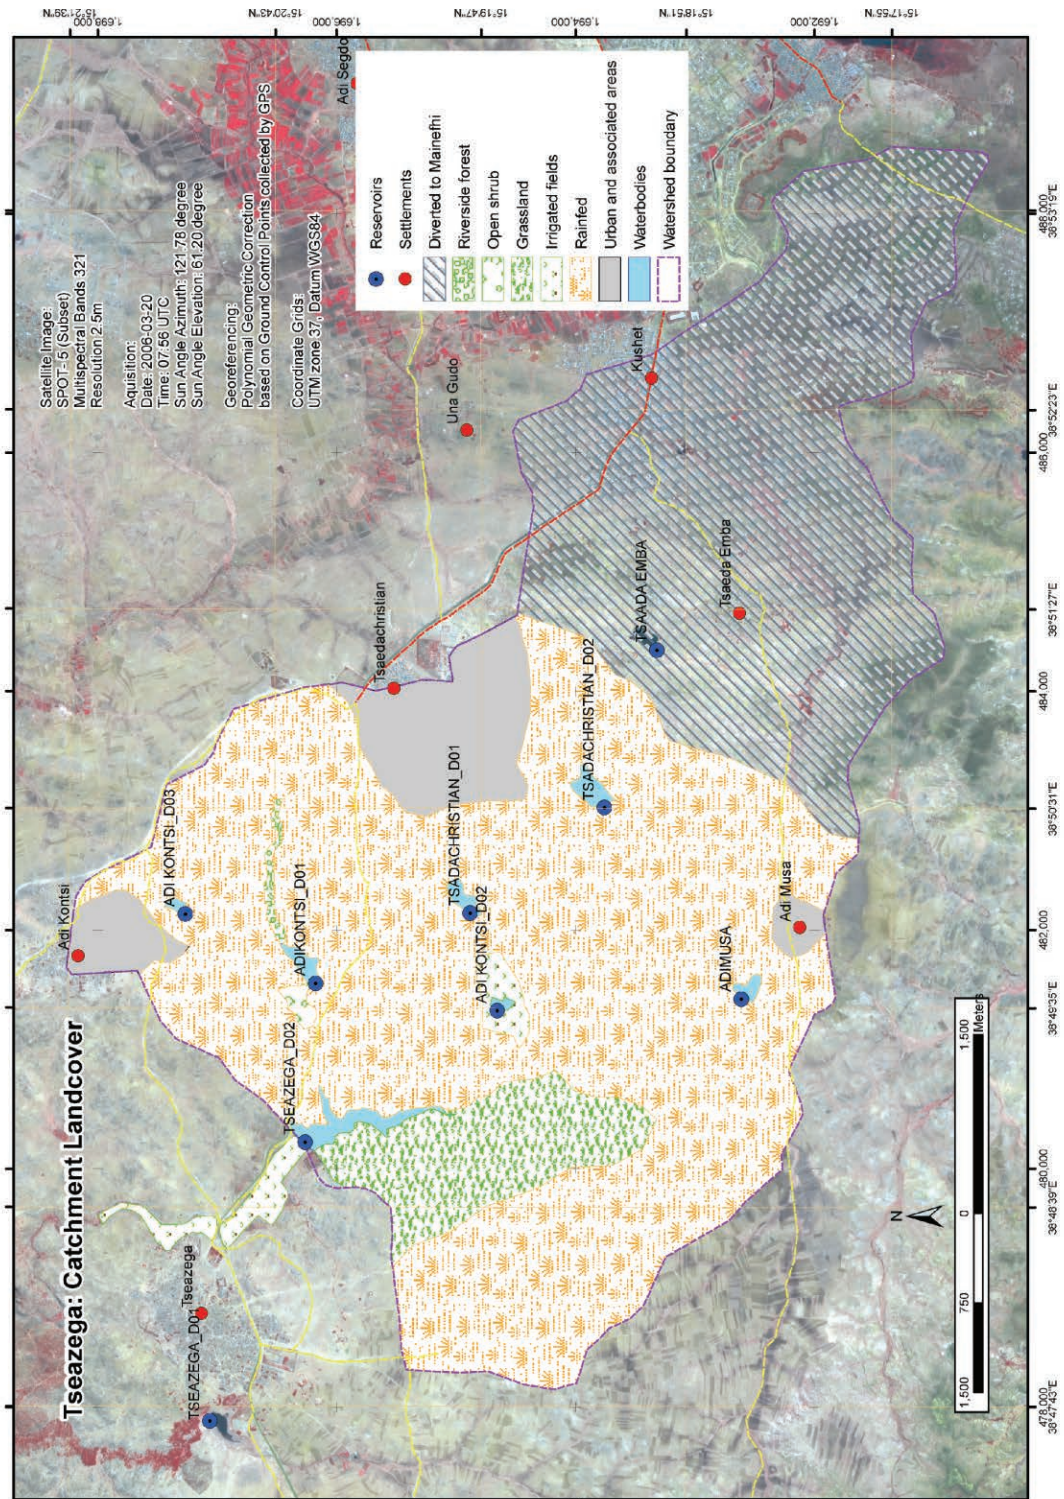 Tseazega: Catchment Landcover
Satellite Image:
SPOT-5 (Subset)
Multispectral Bands 321
Resolution 2.5m
Aquisition:
Date: 2006-03-20
Time: 07:56 UTC
Sun Angle Azimuth: 121.78 degree
Sun Angle Elevation: 61.20 degree
Georeferencing:
Polynomial Geometric Correction
based on Ground Control Points collected by GPS
Coordinate Grids:
UTM zone 37, Datum WGS84
Reservoirs
Settlements
Diverted to Mainefhi
Riverside forest
Open shrub
Grassland
Irrigated fields
Rainfed
Urban and associated areas
Waterbodies
Watershed boundary
Adi Segdo
Adi Kontsi
ADI KONTSI_D03
TSEAZEGA_D01
Tseazega
TSEAZEGA_D02
ADIKONTSI_D01
Tsaedachristian
Una Gudo
TSADACHRISTIAN_D01
ADI KONTSI_D02
TSADACHRISTIAN_D02
TSAADA EMBA
Kushet
Tsaeda Emba
ADIMUSA
Adi Musa
N
1,500
750
0
1,500
Meters
478,000
480,000
482,000
484,000
486,000
488,000
38°47'43"E
38°48'39"E
38°49'35"E
38°50'31"E
38°51'27"E
38°52'23"E
38°53'19"E
15°21'39"N
1,698,000
15°20'43"N
1,696,000
15°19'47"N
1,694,000
15°18'51"N
1,692,000
15°17'55"N